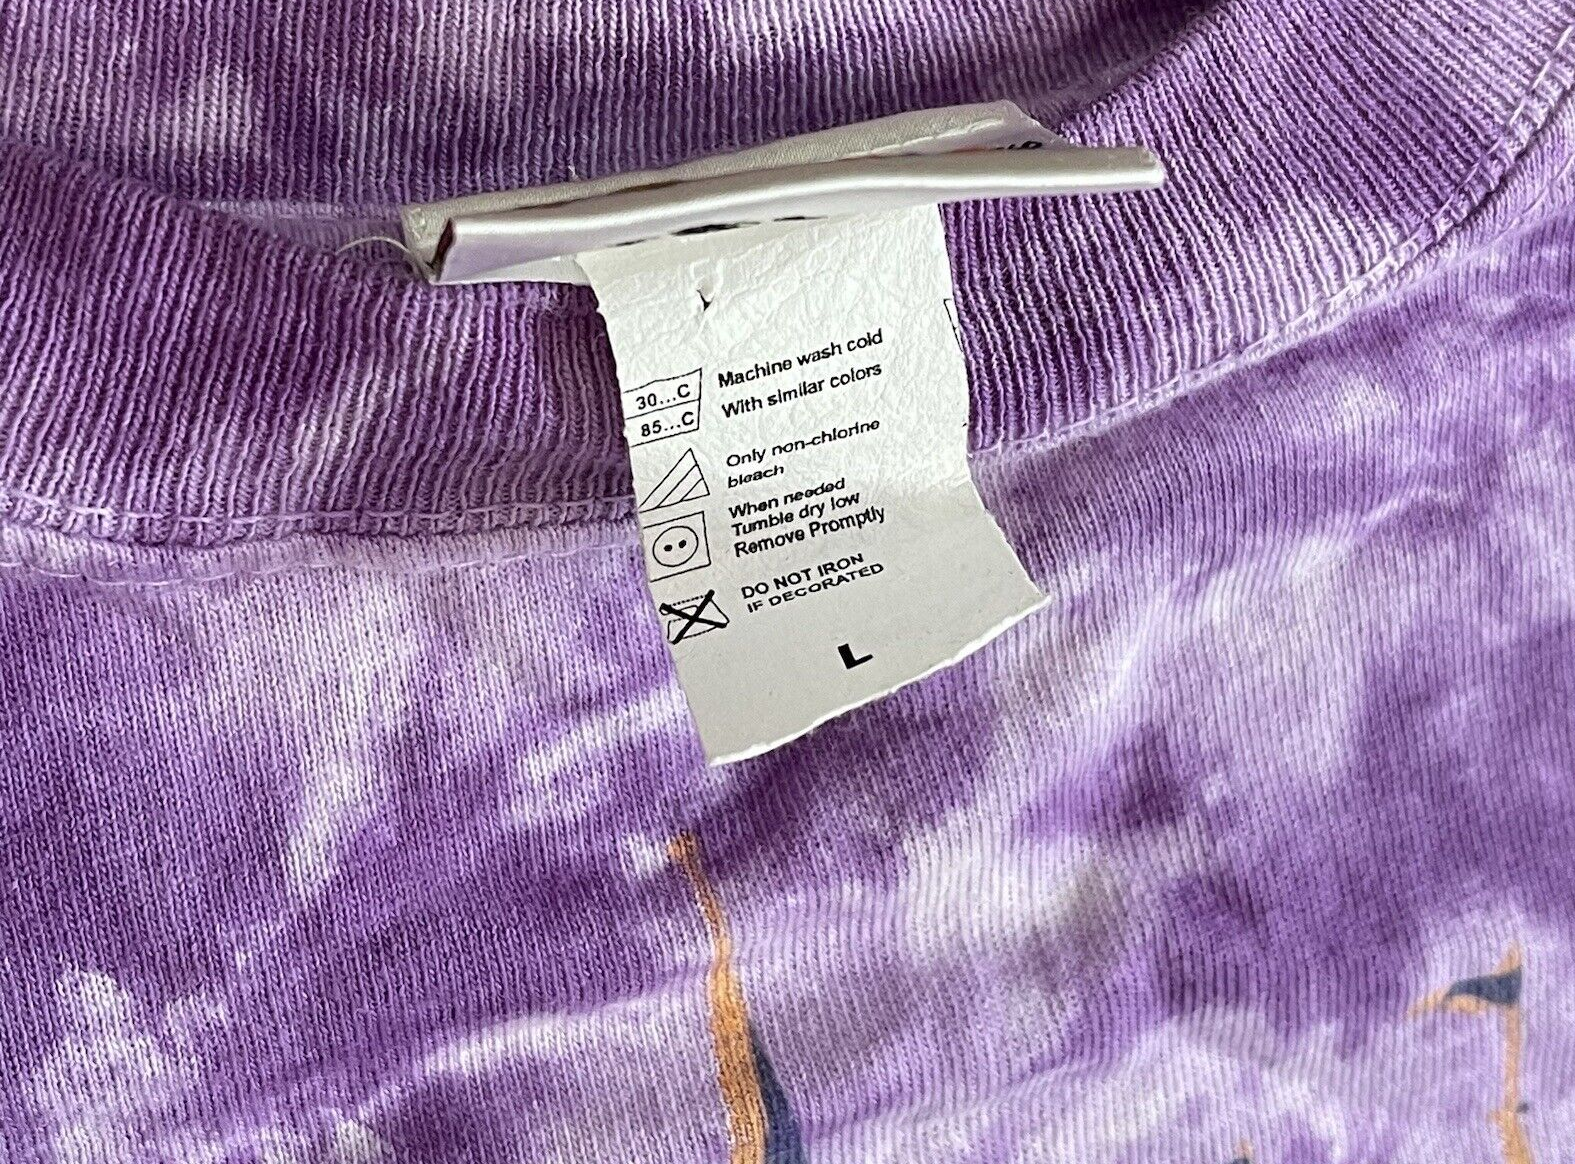 30...C
85...C
Machine wash cold
With similar colors
Only non-chlorine
bleach
When needed
Tumble dry low
Remove Promptly
DO NOT IRON
IF DECORATED
L